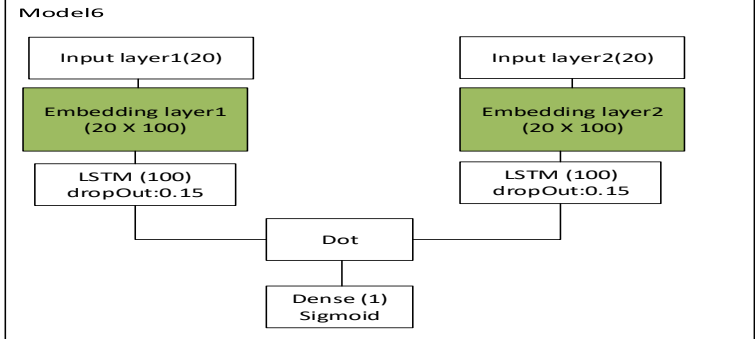 Model6
Input layer1(20)
Input layer2(20)
Embedding layer1
(20 X 100)
Embedding layer2
(20 X 100)
LSTM (100)
dropOut:0.15
LSTM (100)
dropOut:0.15
Dot
Dense (1)
Sigmoid